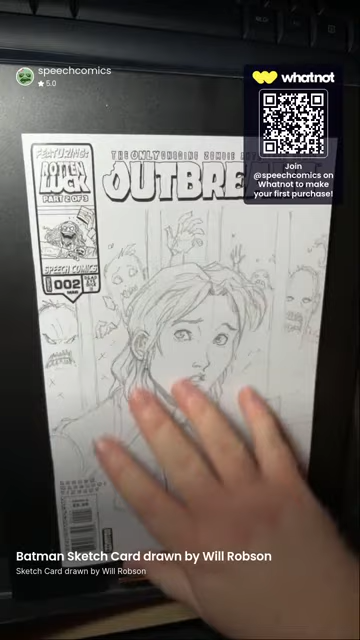 speechcomics
★ 5.0
whatnot
Join
@speechcomics on
Whatnot to make
your first purchase!
FEATURING:
ROTTEN
LUCK
PART 2 OF 3
THE ONLY ONGOING ZOMBIE
OUTBRE
SPEECH COMICS
002
Batman Sketch Card drawn by Will Robson
Sketch Card drawn by Will Robson